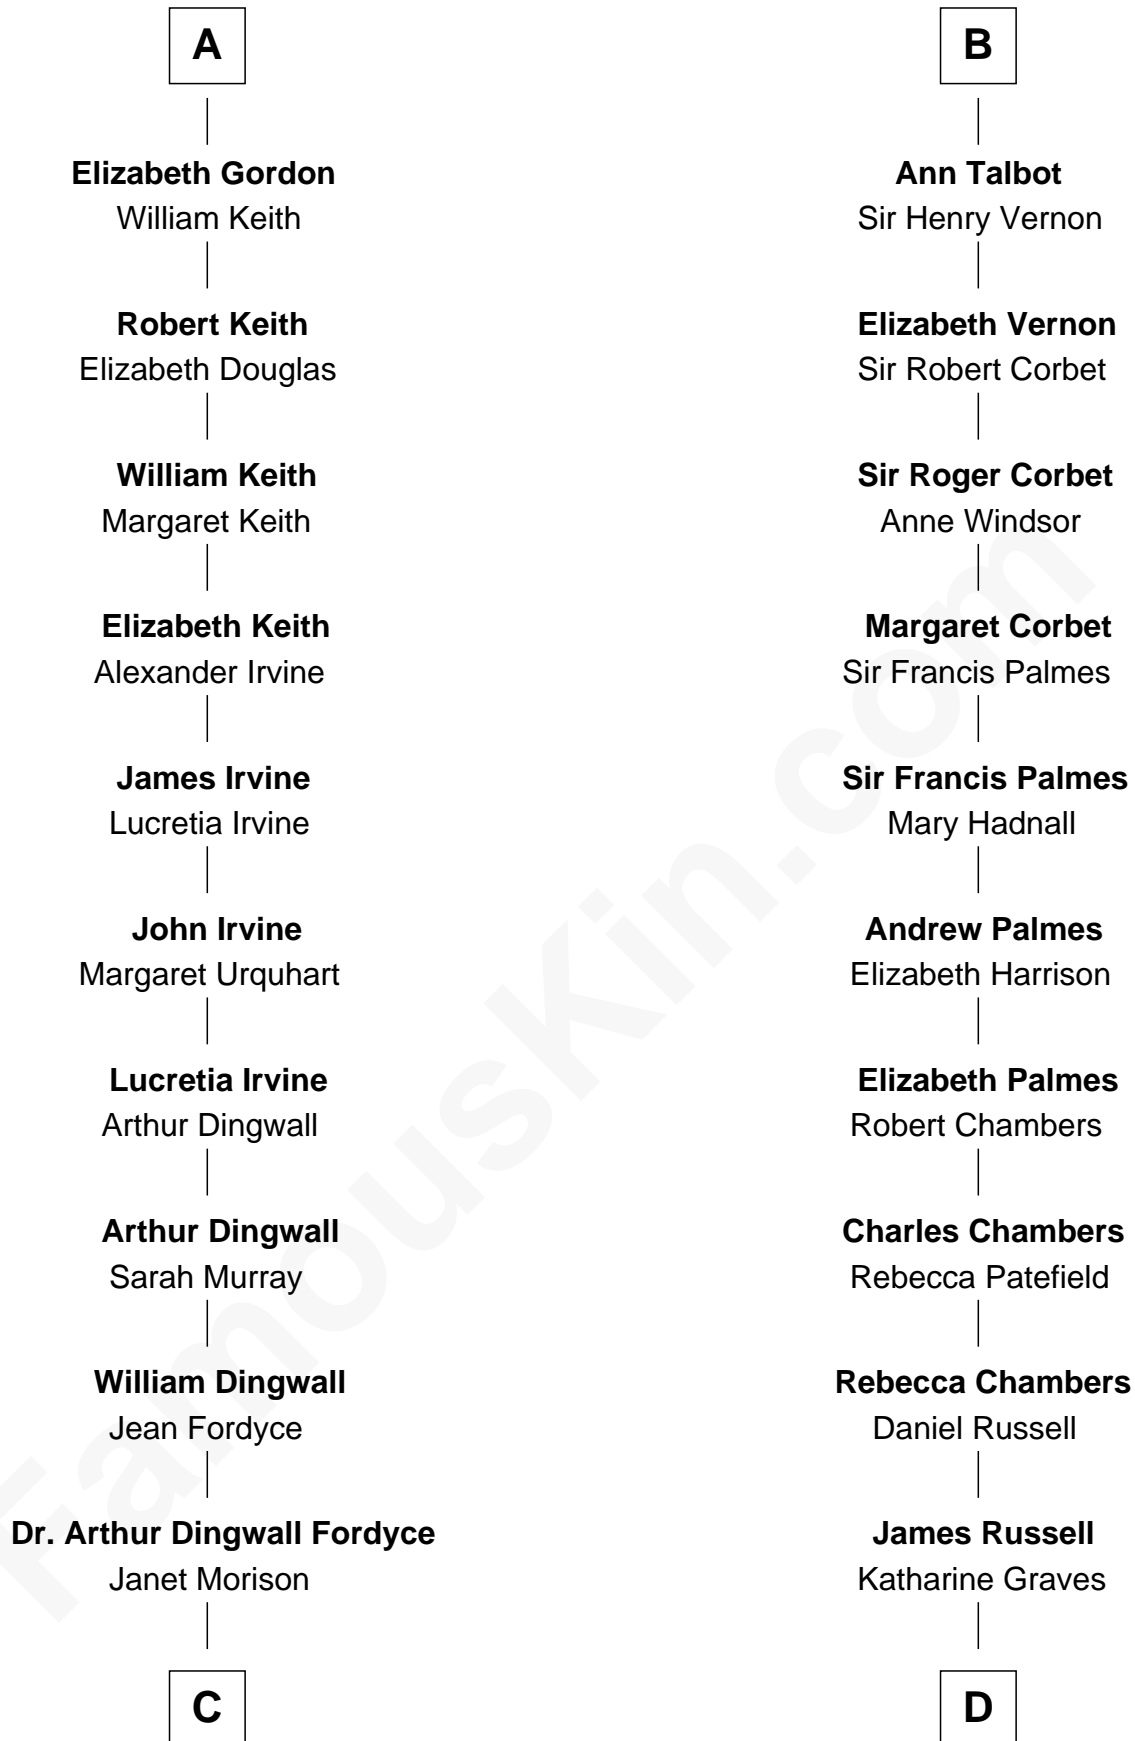 A
Elizabeth Gordon
William Keith
Robert Keith
Elizabeth Douglas
William Keith
Margaret Keith
Elizabeth Keith
Alexander Irvine
James Irvine
Lucretia Irvine
John Irvine
Margaret Urquhart
Lucretia Irvine
Arthur Dingwall
Arthur Dingwall
Sarah Murray
William Dingwall
Jean Fordyce
Dr. Arthur Dingwall Fordyce
Janet Morison
C
B
Ann Talbot
Sir Henry Vernon
Elizabeth Vernon
Sir Robert Corbet
Sir Roger Corbet
Anne Windsor
Margaret Corbet
Sir Francis Palmes
Sir Francis Palmes
Mary Hadnall
Andrew Palmes
Elizabeth Harrison
Elizabeth Palmes
Robert Chambers
Charles Chambers
Rebecca Patefield
Rebecca Chambers
Daniel Russell
James Russell
Katharine Graves
D
FamousKin.com